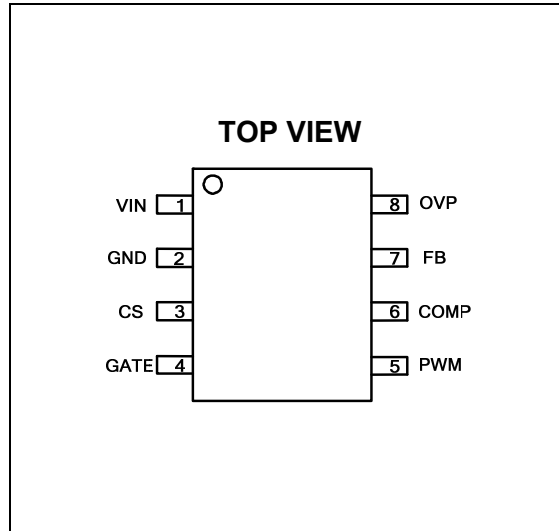 TOP VIEW
VIN 1 8 OVP
GND 2 7 FB
CS 3 6 COMP
GATE 4 5 PWM